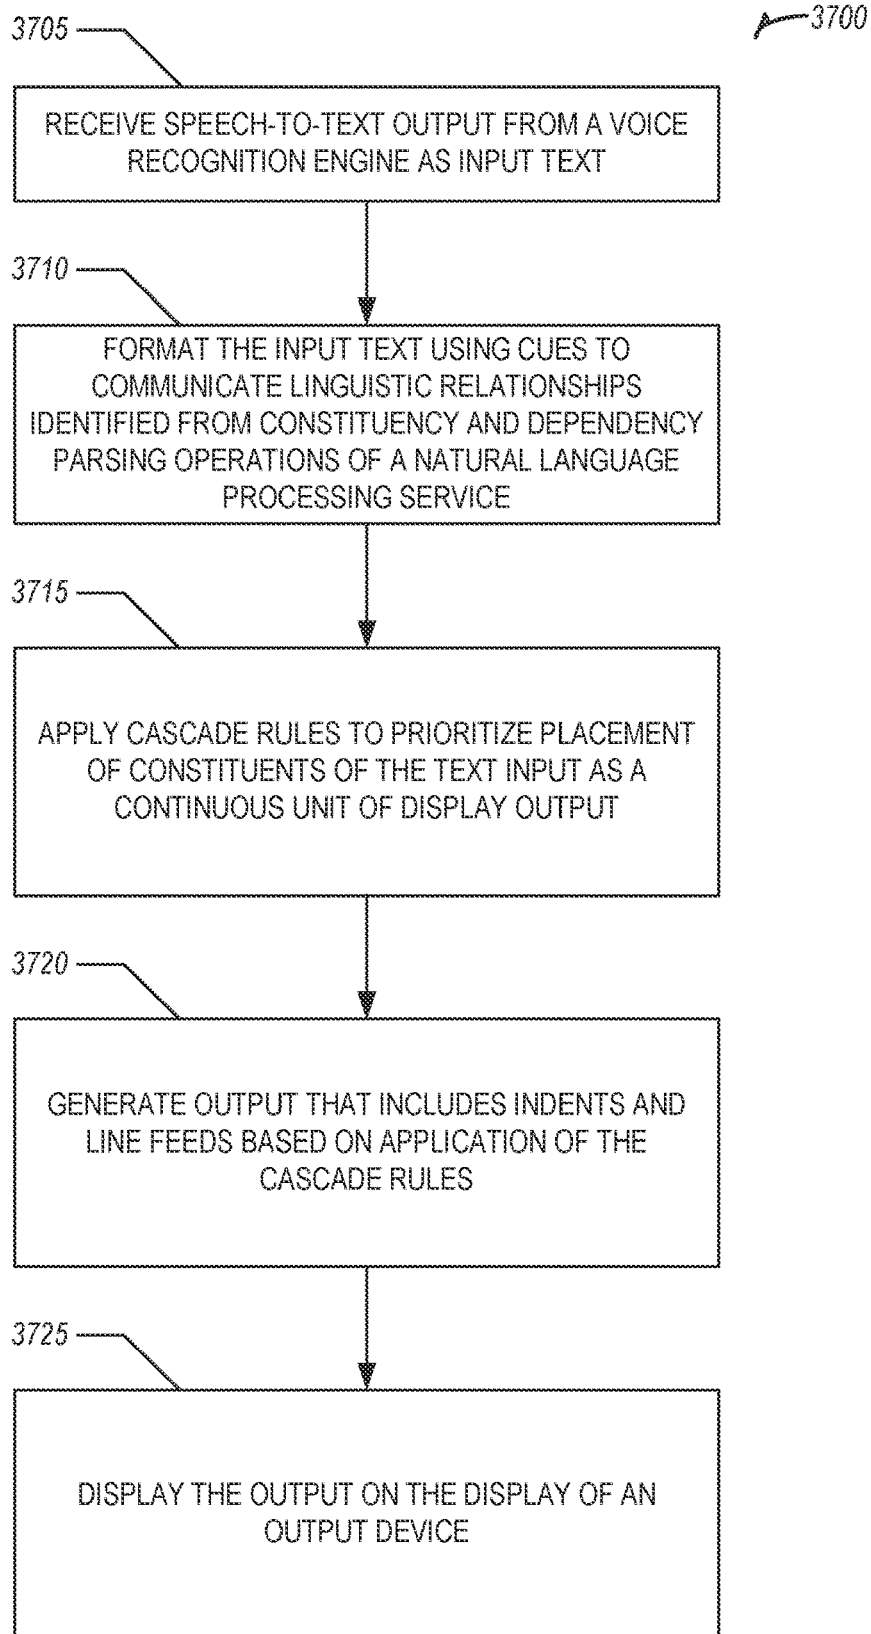 3705
3700
RECEIVE SPEECH-TO-TEXT OUTPUT FROM A VOICE
RECOGNITION ENGINE AS INPUT TEXT
3710
FORMAT THE INPUT TEXT USING CUES TO
COMMUNICATE LINGUISTIC RELATIONSHIPS
IDENTIFIED FROM CONSTITUENCY AND DEPENDENCY
PARSING OPERATIONS OF A NATURAL LANGUAGE
PROCESSING SERVICE
3715
APPLY CASCADE RULES TO PRIORITIZE PLACEMENT
OF CONSTITUENTS OF THE TEXT INPUT AS A
CONTINUOUS UNIT OF DISPLAY OUTPUT
3720
GENERATE OUTPUT THAT INCLUDES INDENTS AND
LINE FEEDS BASED ON APPLICATION OF THE
CASCADE RULES
3725
DISPLAY THE OUTPUT ON THE DISPLAY OF AN
OUTPUT DEVICE